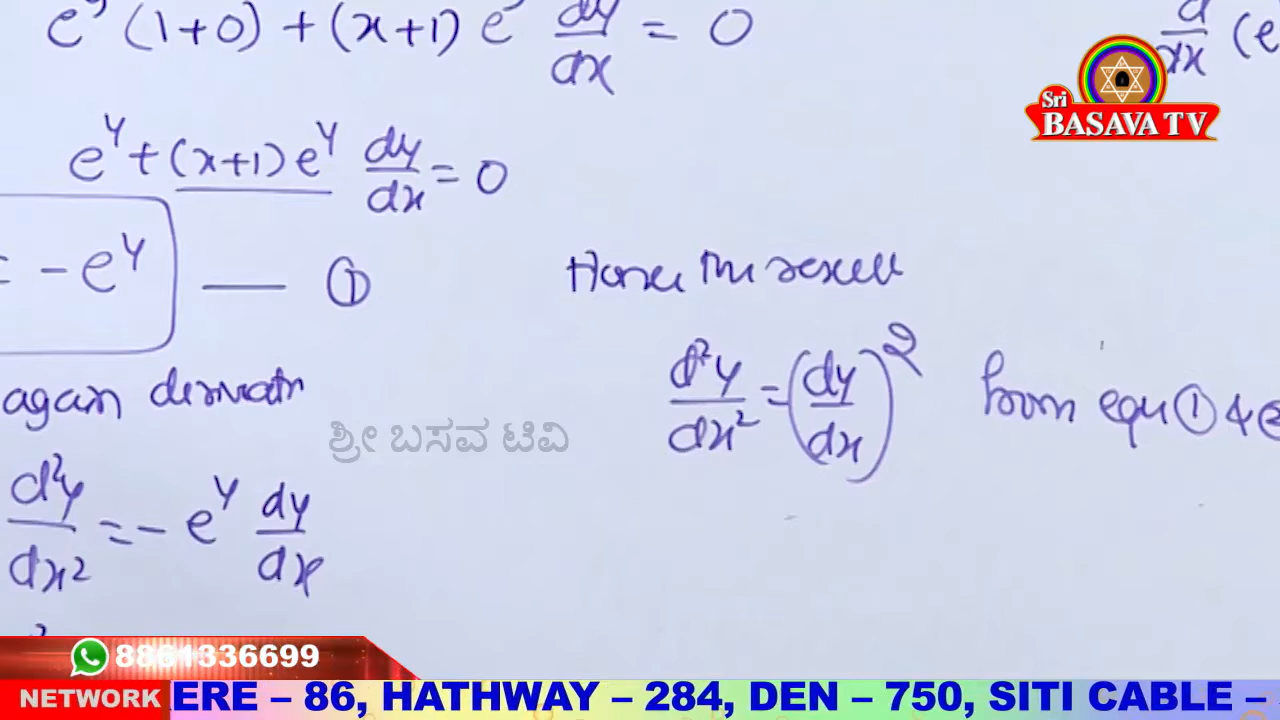 e^y (1+0) + (x+1) e^y dy/dx = 0
d/dx (e
Sri
BASAVA TV
e^y + (x+1) e^y dy/dx = 0
= -e^y — ①
Hence the result
again derivatn
d²y/dx² = (dy/dx)² from equ ① &
ಶ್ರೀ ಬಸವ ಟಿವಿ
d²y/dx² = - e^y dy/dx
8861336699
NETWORK ERE – 86, HATHWAY – 284, DEN – 750, SITI CABLE –